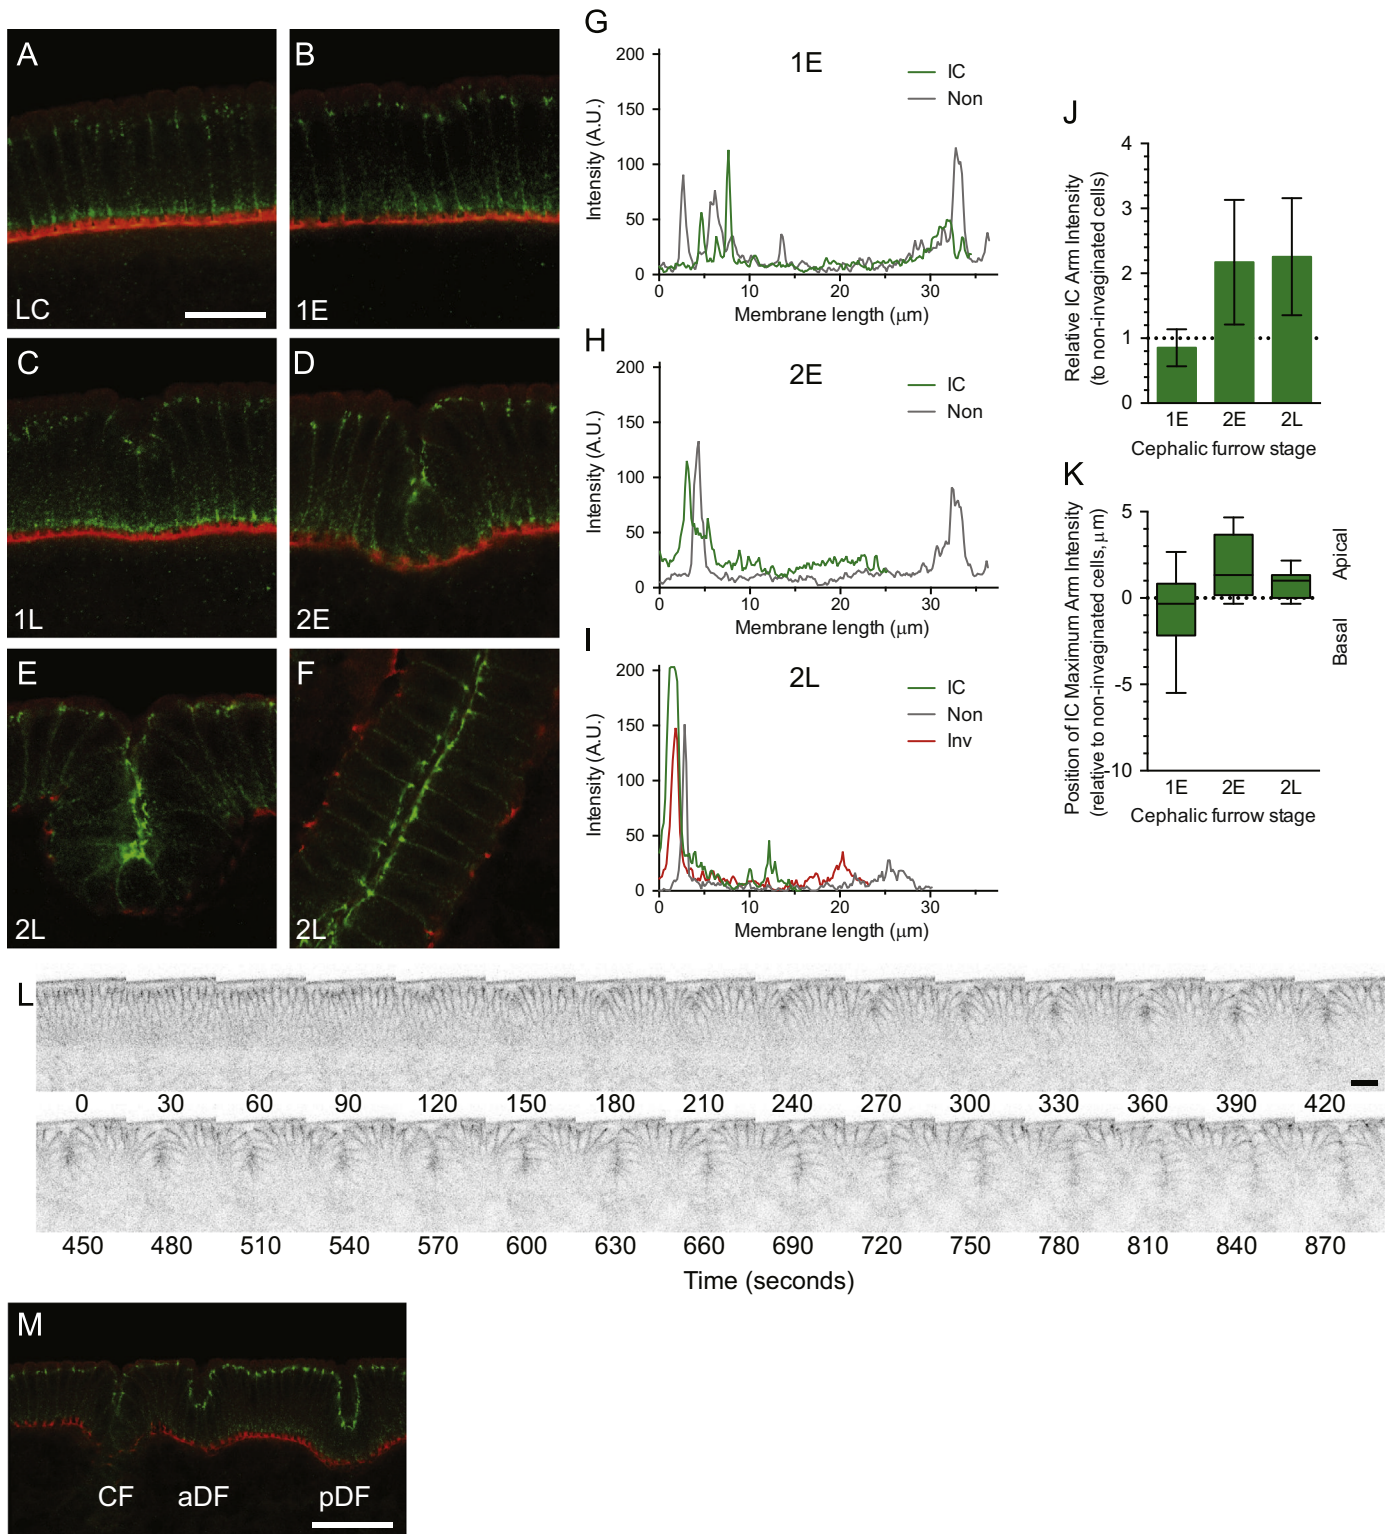 A
LC
B
1E
C
1L
D
2E
E
2L
F
2L
G
1E
IC
Non
Intensity (A.U.)
200
150
100
50
0
0 10 20 30
Membrane length (μm)
H
2E
IC
Non
Intensity (A.U.)
200
150
100
50
0
0 10 20 30
Membrane length (μm)
I
2L
IC
Non
Inv
Intensity (A.U.)
200
150
100
50
0
0 10 20 30
Membrane length (μm)
J
Relative IC Arm Intensity
(to non-invaginated cells)
4
3
2
1
0
1E 2E 2L
Cephalic furrow stage
K
Position of IC Maximum Arm Intensity
(relative to non-invaginated cells, μm)
5
0
-5
-10
Apical
Basal
1E 2E 2L
Cephalic furrow stage
L
0 30 60 90 120 150 180 210 240 270 300 330 360 390 420
450 480 510 540 570 600 630 660 690 720 750 780 810 840 870
Time (seconds)
M
CF aDF pDF